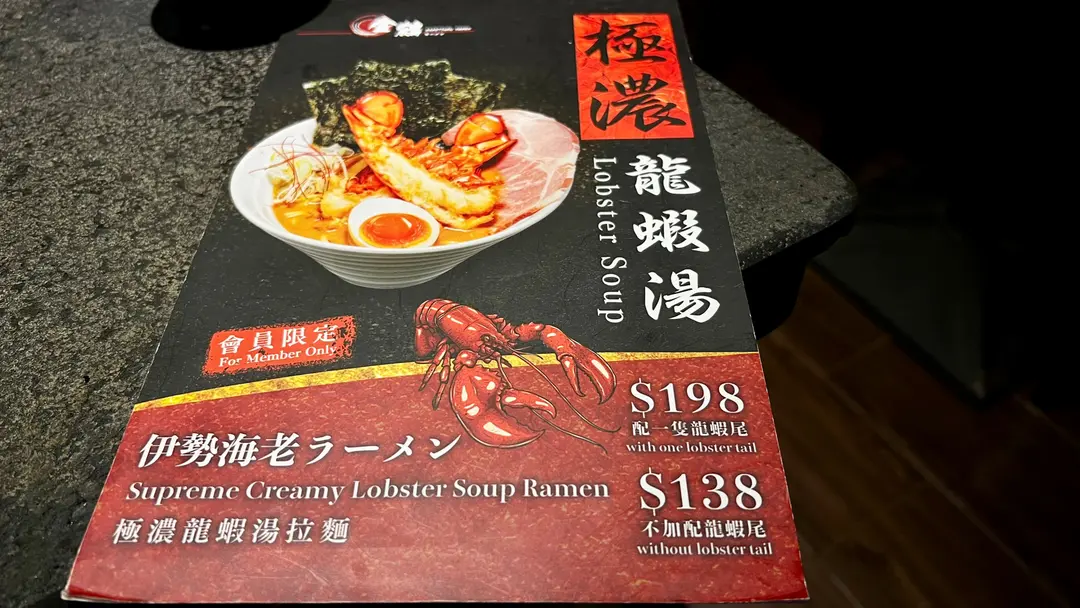 極濃
龍蝦湯
Lobster Soup
會員限定
For Member Only
伊勢海老ラーメン
Supreme Creamy Lobster Soup Ramen
極濃龍蝦湯拉麵
$198
配一隻龍蝦尾
with one lobster tail
$138
不加配龍蝦尾
without lobster tail